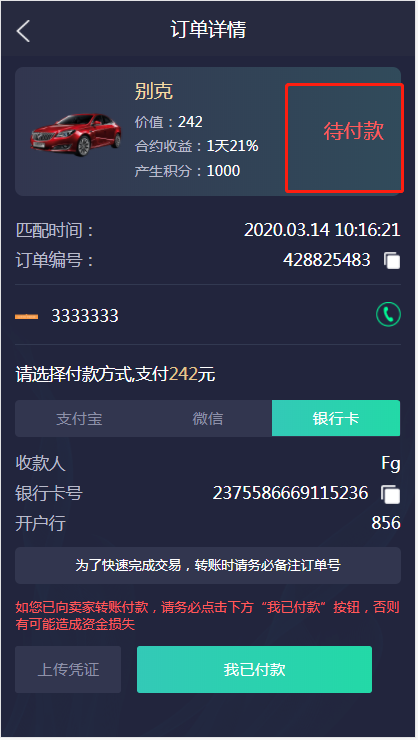 订单详情
别克
价值：242
合约收益：1天21%
产生积分：1000
待付款
匹配时间： 2020.03.14 10:16:21
订单编号： 428825483
3333333
请选择付款方式,支付242元
支付宝 微信 银行卡
收款人 Fg
银行卡号 2375586669115236
开户行 856
为了快速完成交易，转账时请务必备注订单号
如您已向卖家转账付款，请务必点击下方“我已付款”按钮，否则
有可能造成资金损失
上传凭证 我已付款